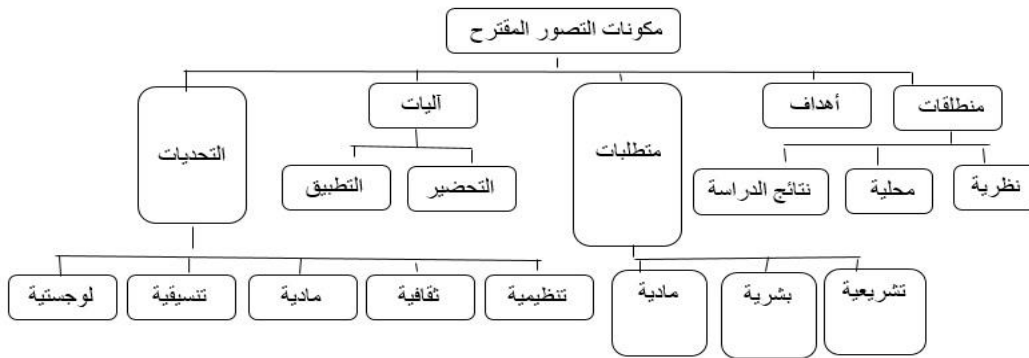 مكونات التصور المقترح
منطلقات
أهداف
متطلبات
آليات
التحديات
نظرية
محلية
نتائج الدراسة
التحضير
التطبيق
تشريعية
بشرية
مادية
تنظيمية
ثقافية
مادية
تنسيقية
لوجستية